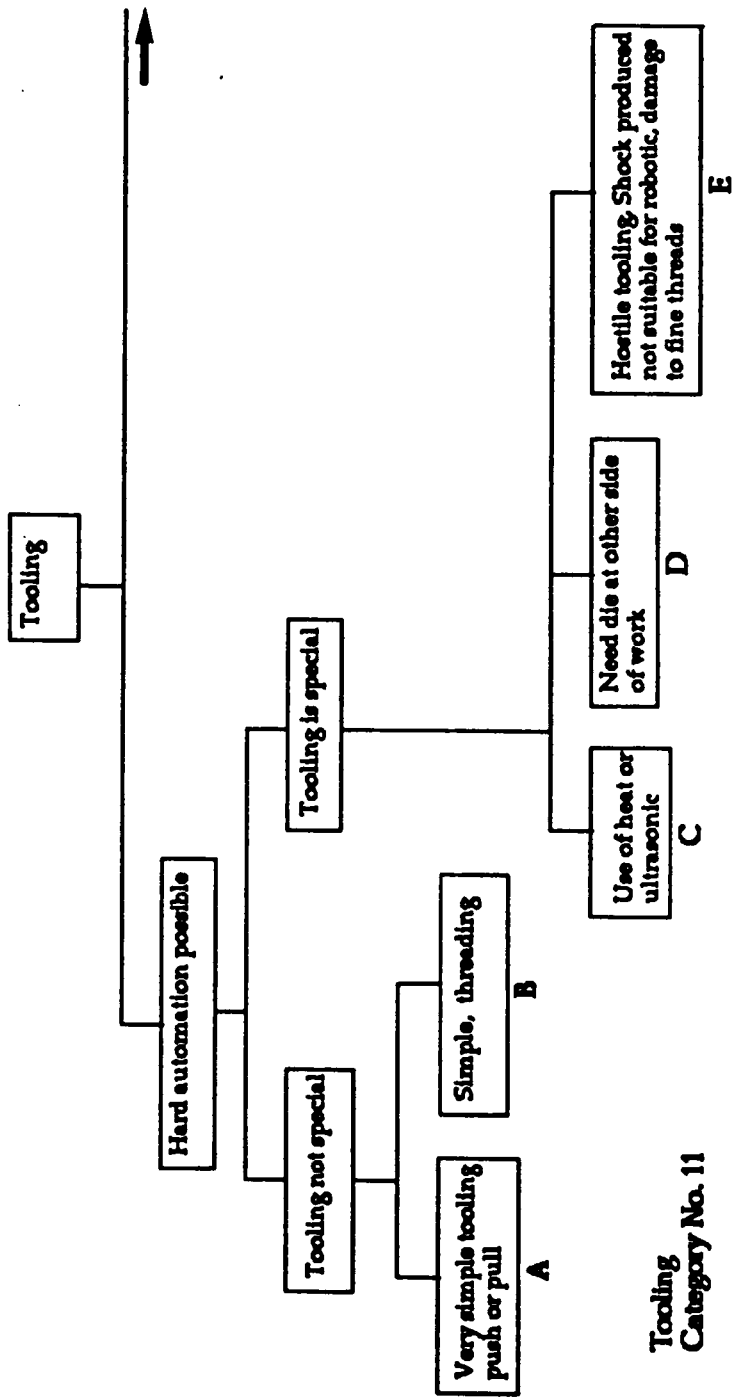 Tooling
Hard automation possible
Tooling not special
Tooling is special
Very simple tooling
push or pull
A
Simple, threading
B
Use of heat or
ultrasonic
C
Need die at other side
of work
D
Hostile tooling, Shock produced
not suitable for robotic, damage
to fine threads
E
Tooling
Category No. 11